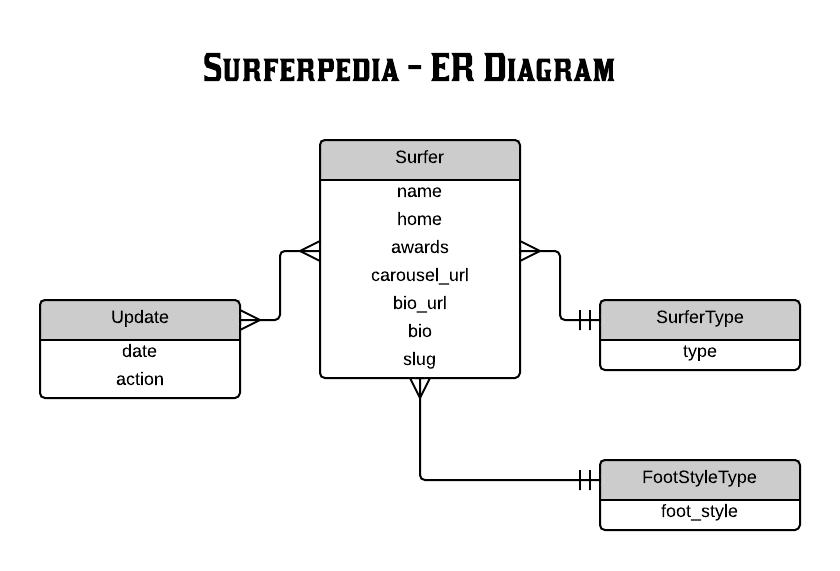 Surferpedia - ER Diagram
Surfer
name
home
awards
carousel_url
bio_url
bio
slug
Update
date
action
SurferType
type
FootStyleType
foot_style